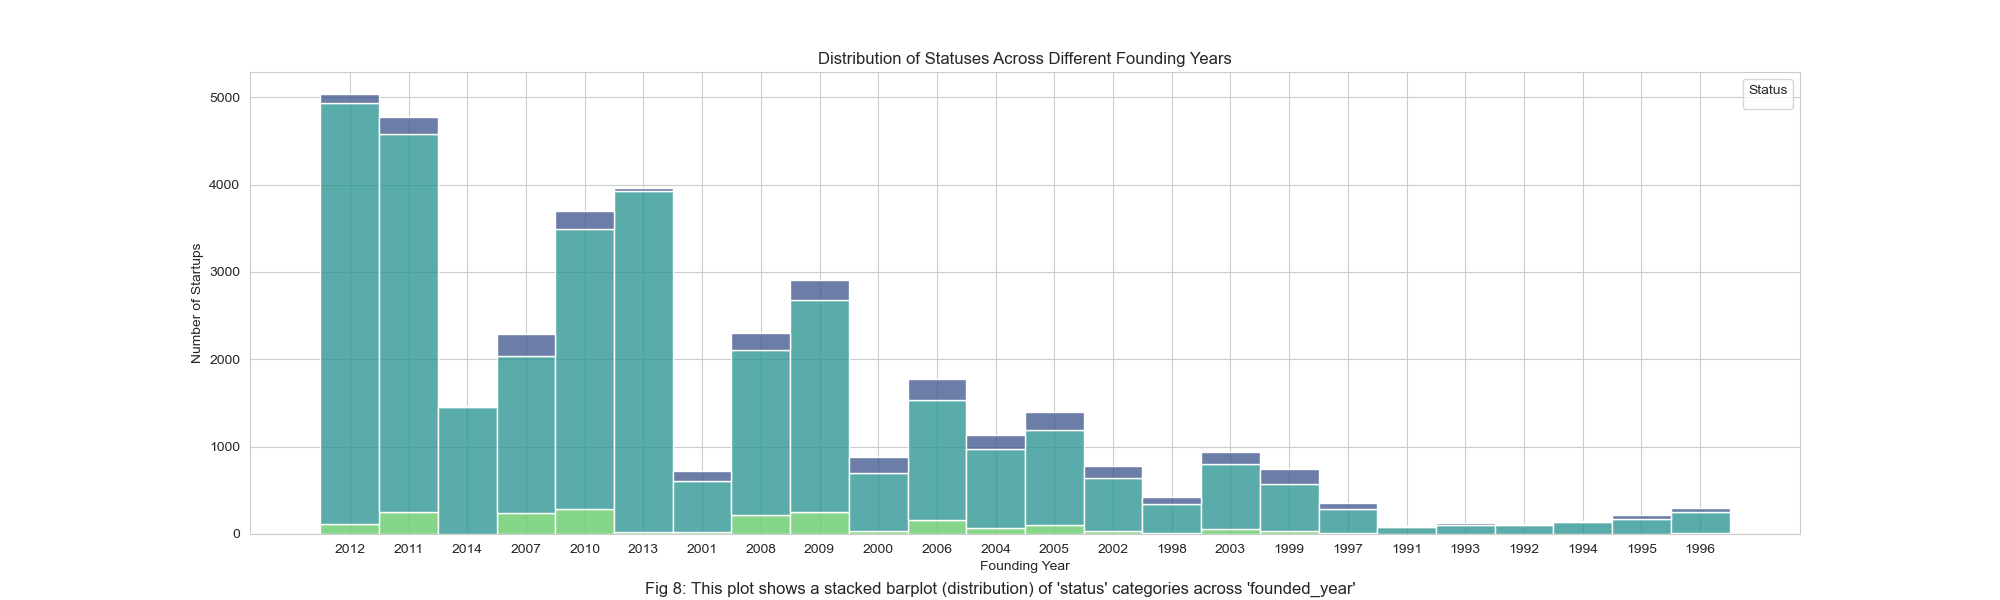 Distribution of Statuses Across Different Founding Years
Status
5000
4000
3000
2000
1000
0
Number of Startups
2012 2011 2014 2007 2010 2013 2001 2008 2009 2000 2006 2004 2005 2002 1998 2003 1999 1997 1991 1993 1992 1994 1995 1996
Founding Year
Fig 8: This plot shows a stacked barplot (distribution) of 'status' categories across 'founded_year'